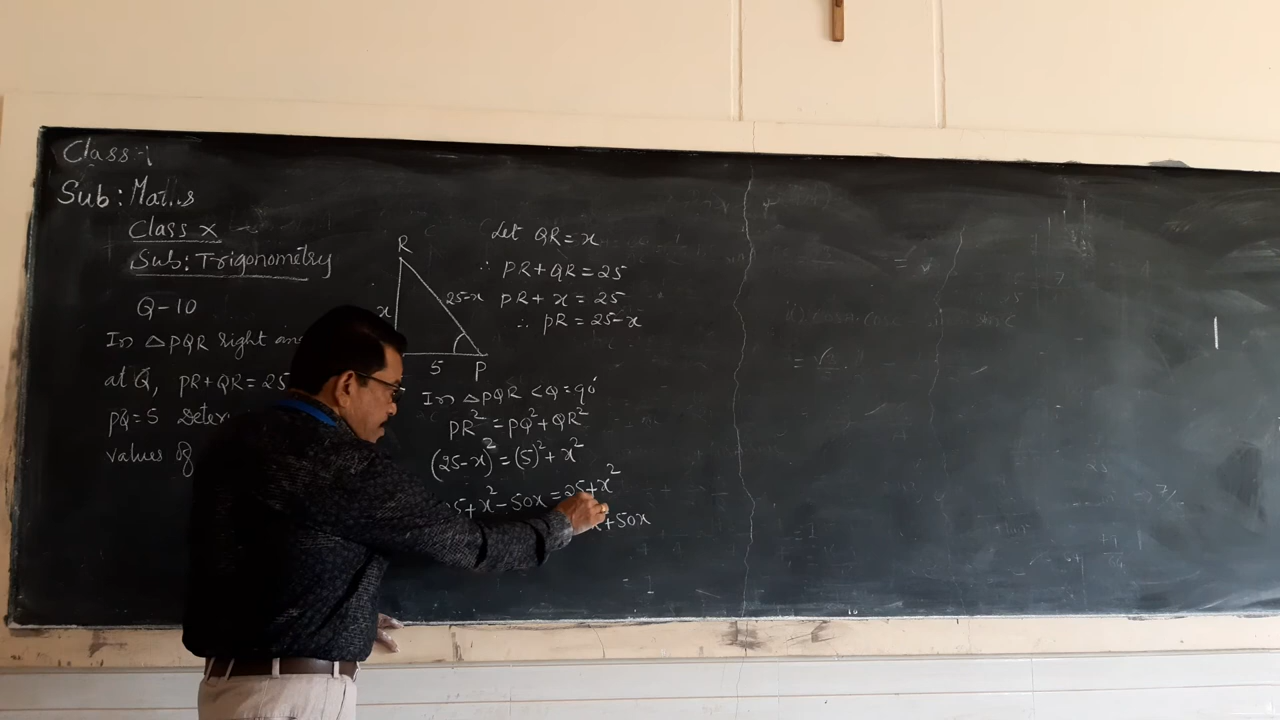 Class:-
Sub: Maths
Class X
Sub: Trigonometry
Q-10
In △PQR right
at Q, PR+QR=25
PQ=5
values of
R
x
25-x
5
P
Let QR=x
∴ PR+QR=25
PR+x=25
∴ PR=25-x
In △PQR <Q=90°
PR²=PQ²+QR²
(25-x)²=(5)²+x²
5+x²-50x=25+x²
+50x